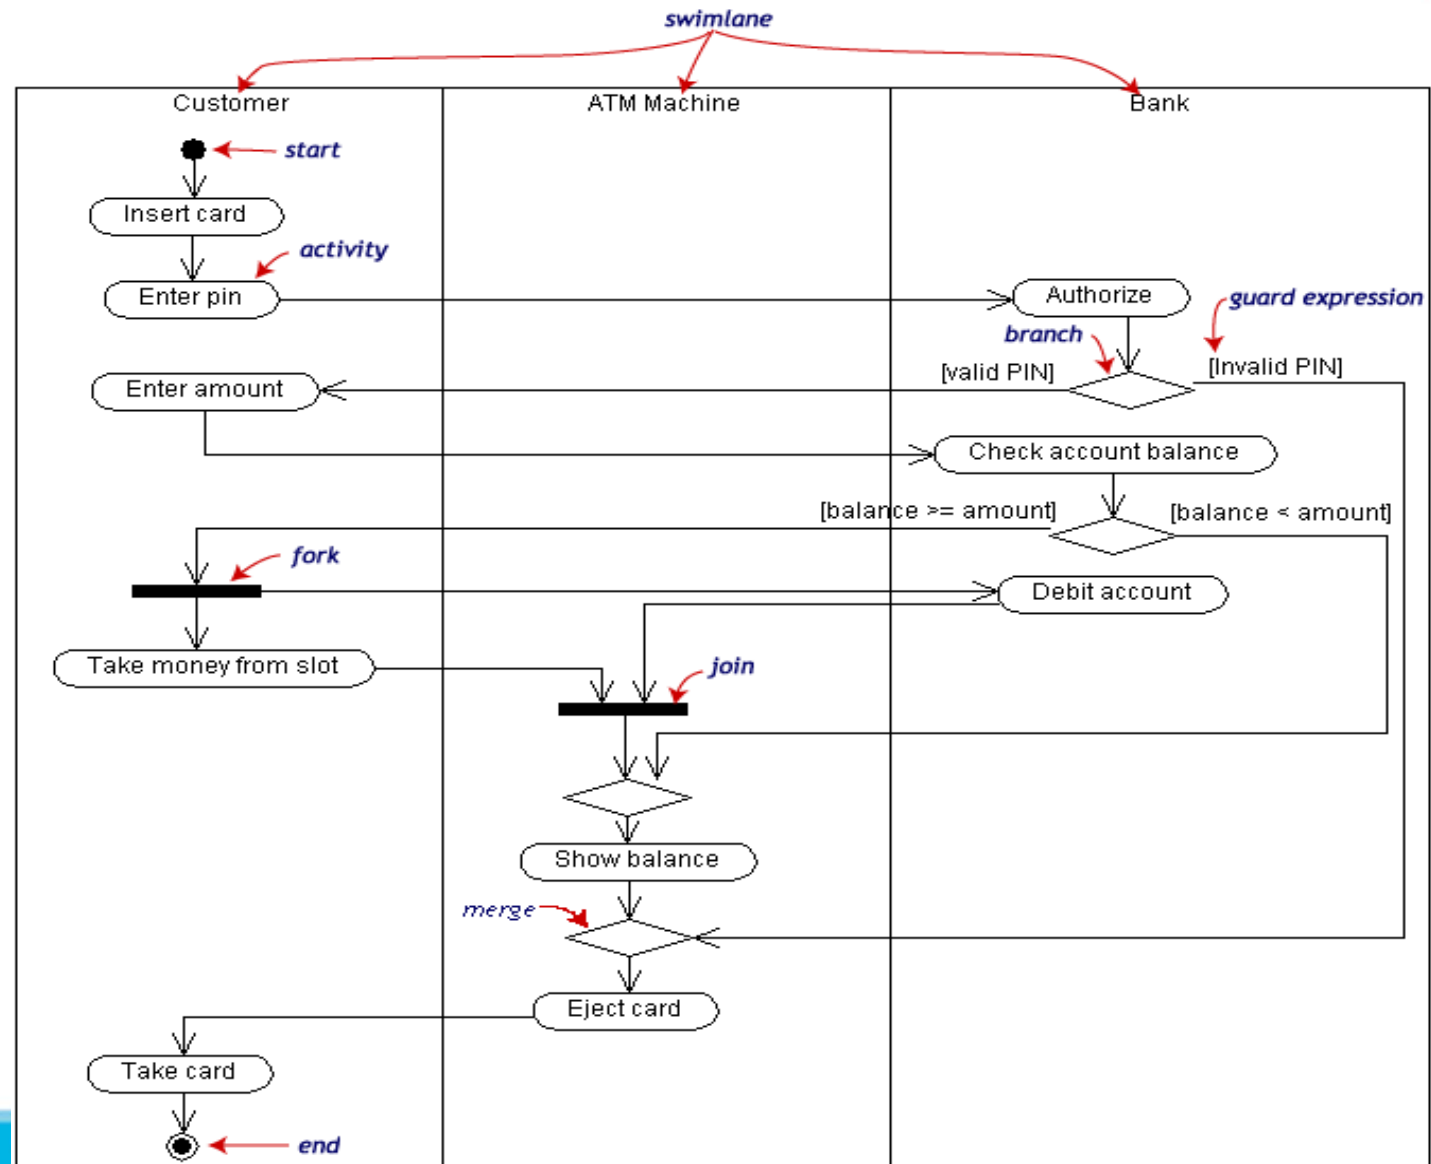 swimlane
Customer
ATM Machine
Bank
start
Insert card
activity
Enter pin
Authorize
guard expression
branch
[valid PIN]
[Invalid PIN]
Enter amount
Check account balance
[balance >= amount]
[balance < amount]
fork
Debit account
Take money from slot
join
Show balance
merge
Eject card
Take card
end